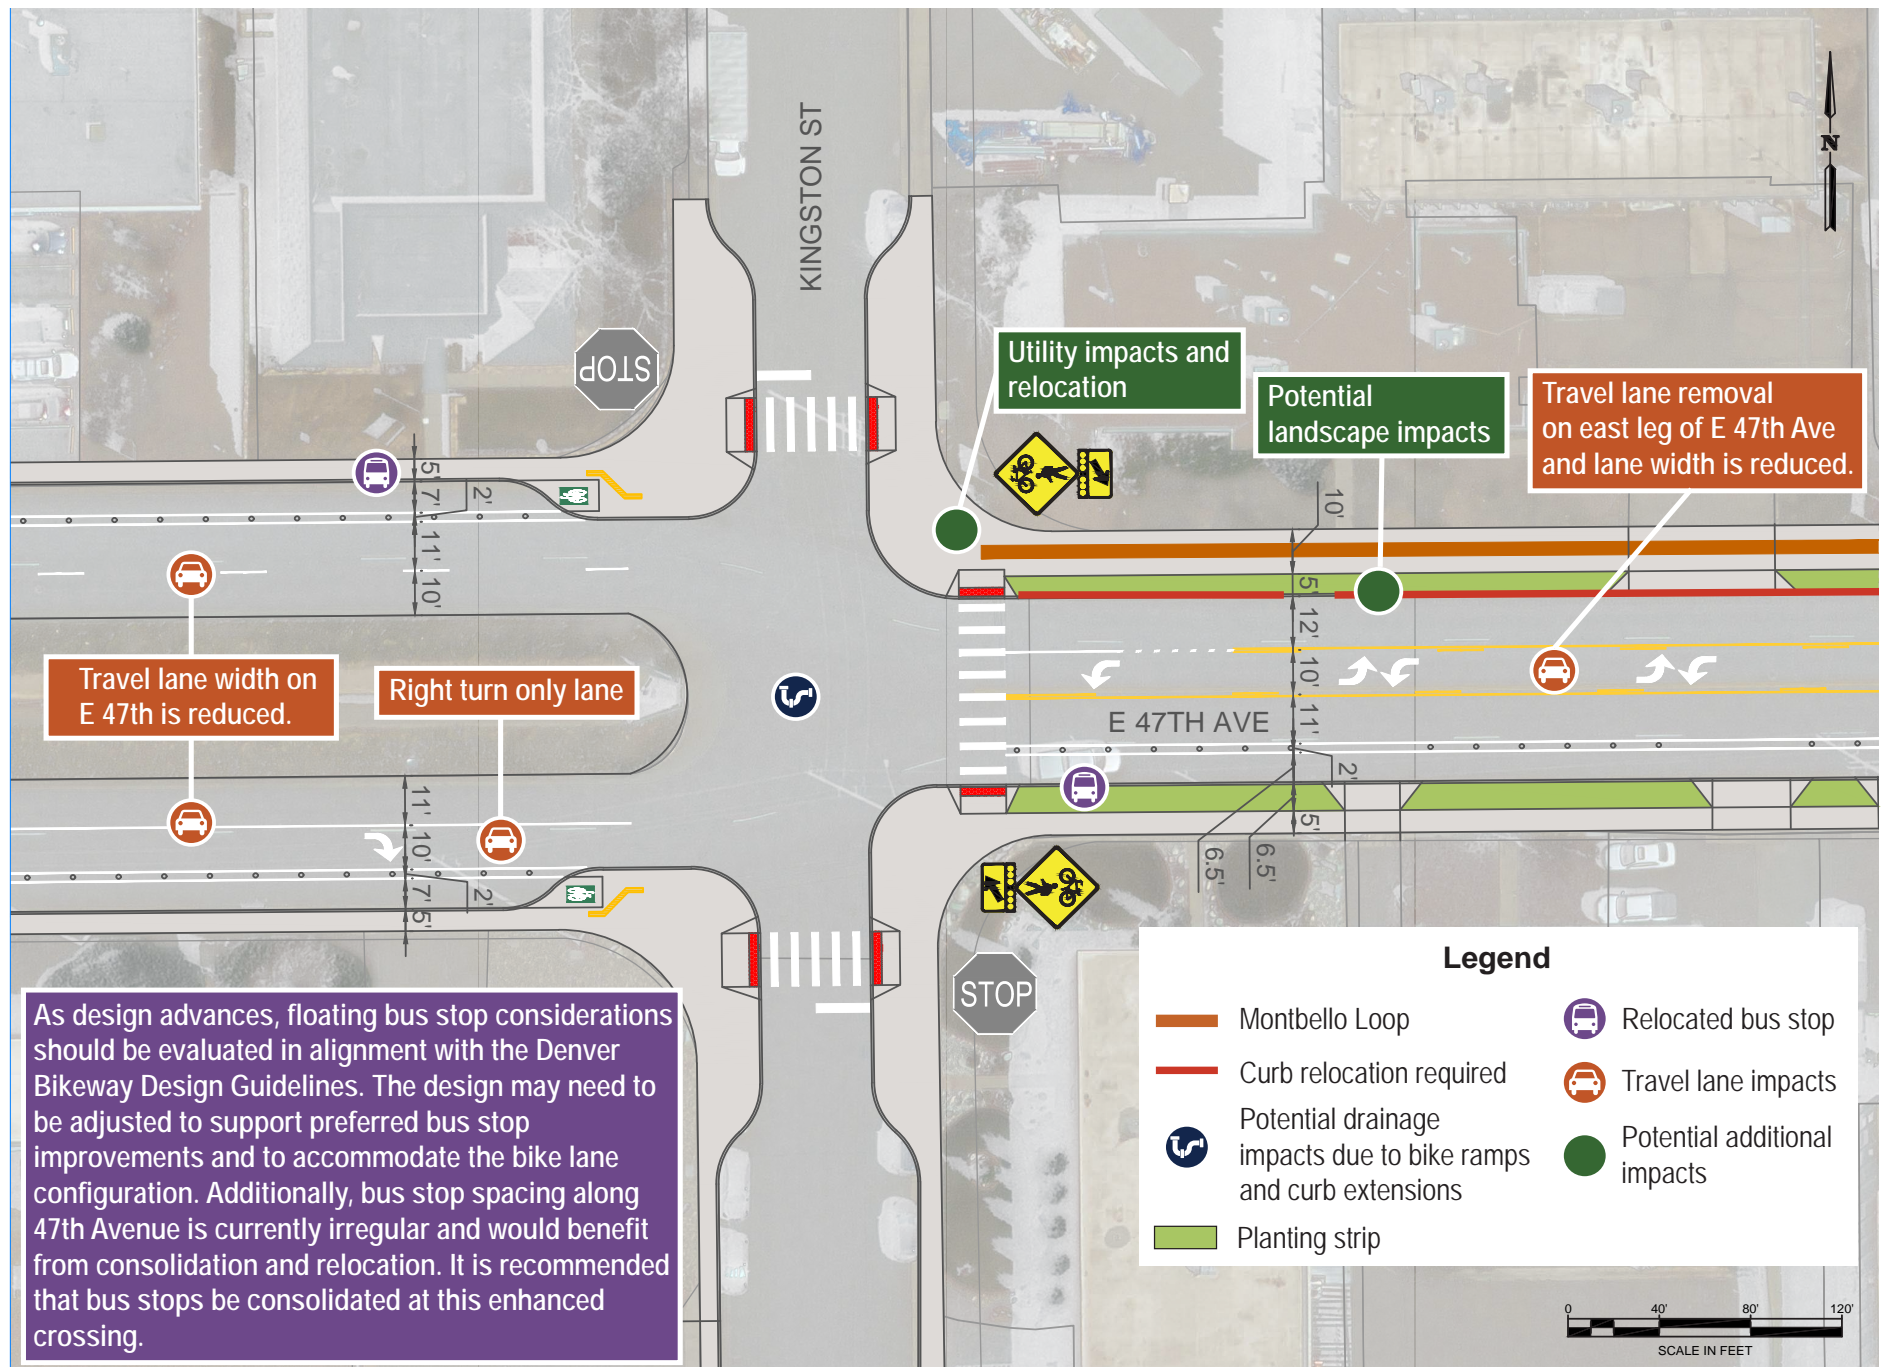 KINGSTON ST
N
STOP
Utility impacts and
relocation
Potential
landscape impacts
Travel lane removal
on east leg of E 47th Ave
and lane width is reduced.
5'
7'
2'
11'
10'
10'
5'
12'
10'
11'
2'
6.5'
6.5'
5'
Travel lane width on
E 47th is reduced.
Right turn only lane
E 47TH AVE
11'
10'
7'
2'
5'
STOP
As design advances, floating bus stop considerations
should be evaluated in alignment with the Denver
Bikeway Design Guidelines. The design may need to
be adjusted to support preferred bus stop
improvements and to accommodate the bike lane
configuration. Additionally, bus stop spacing along
47th Avenue is currently irregular and would benefit
from consolidation and relocation. It is recommended
that bus stops be consolidated at this enhanced
crossing.
Legend
Montbello Loop
Curb relocation required
Potential drainage
impacts due to bike ramps
and curb extensions
Planting strip
Relocated bus stop
Travel lane impacts
Potential additional
impacts
0 40' 80' 120'
SCALE IN FEET